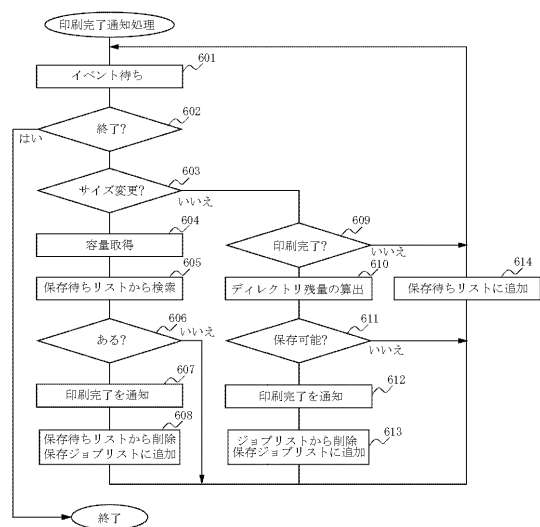 印刷完了通知処理
601
イベント待ち
602
終了?
はい
603
サイズ変更?
いいえ
604
容量取得
605
保存待ちリストから検索
606
ある?
いいえ
607
印刷完了を通知
608
保存待ちリストから削除
保存ジョブリストに追加
609
印刷完了?
いいえ
610
ディレクトリ残量の算出
611
保存可能?
いいえ
612
印刷完了を通知
613
ジョブリストから削除
保存ジョブリストに追加
614
保存待ちリストに追加
終了